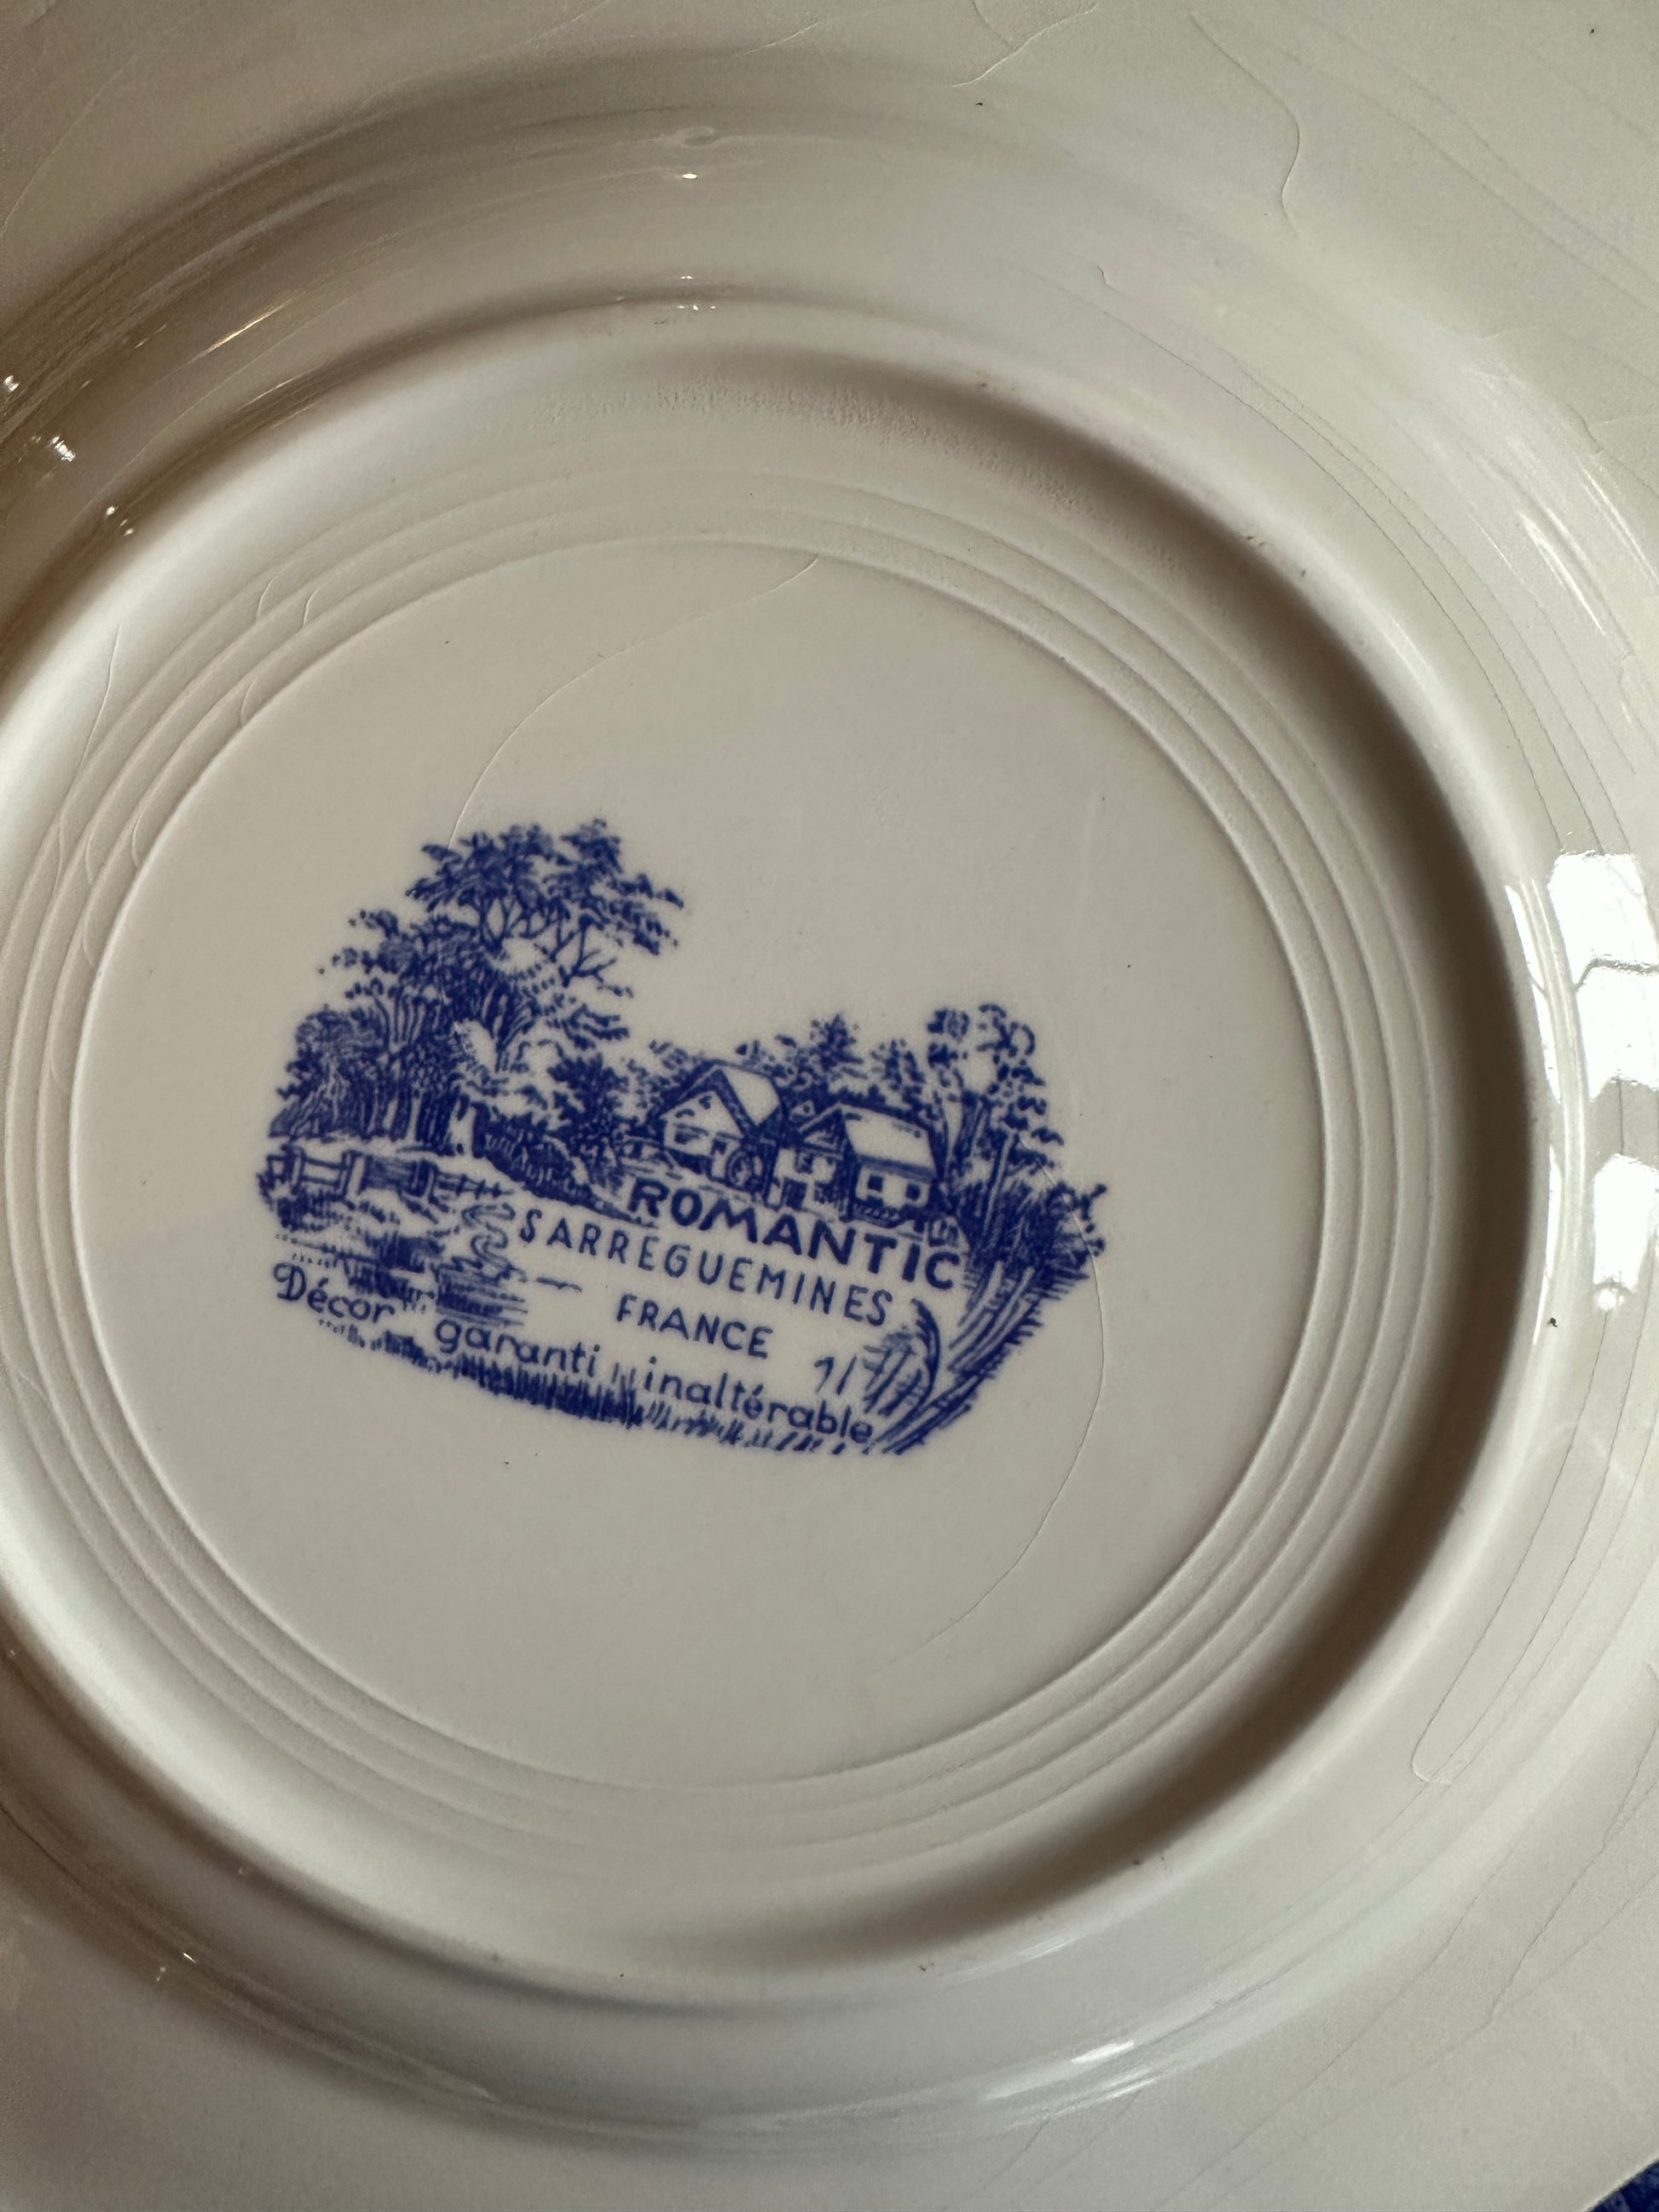 ROMANTIC
SARREGUEMINES
FRANCE
Décor garanti inaltérable